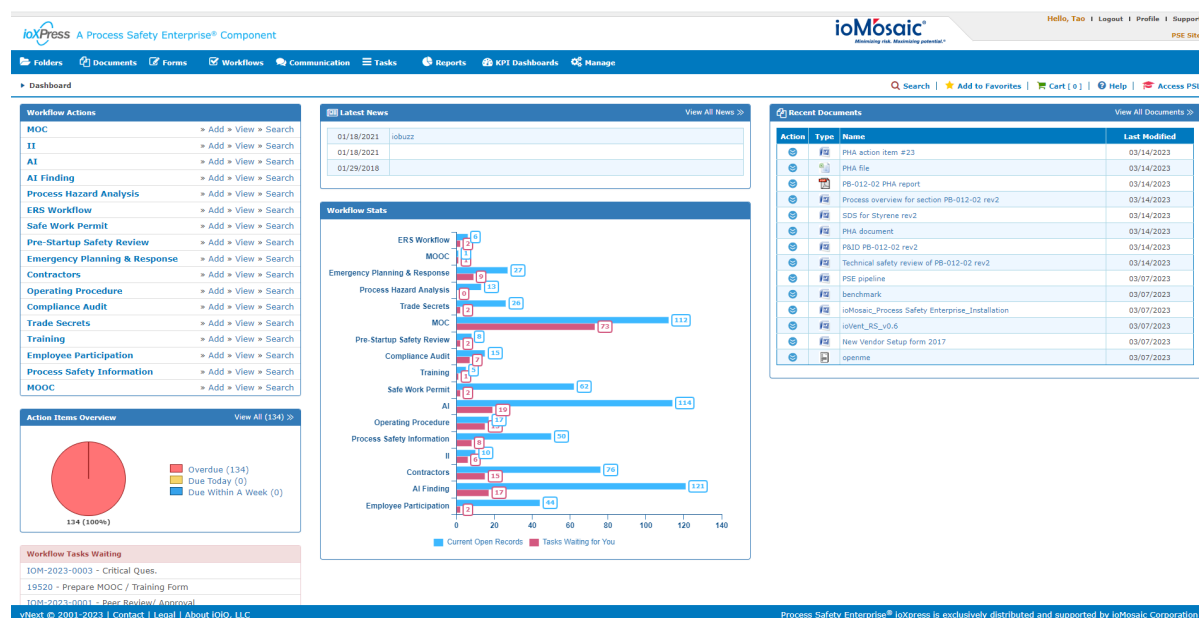 ioXPress A Process Safety Enterprise® Component
ioMosaic®
Minimizing risk. Maximizing potential.®
Hello, Tao | Logout | Profile | Support
PSE Site
Folders Documents Forms Workflows Communication Tasks Reports KPI Dashboards Manage
Dashboard
Search | Add to Favorites | Cart [ 0 ] | Help | Access PSE
Workflow Actions
MOC » Add » View » Search
II » Add » View » Search
AI » Add » View » Search
AI Finding » Add » View » Search
Process Hazard Analysis » Add » View » Search
ERS Workflow » Add » View » Search
Safe Work Permit » Add » View » Search
Pre-Startup Safety Review » Add » View » Search
Emergency Planning & Response » Add » View » Search
Contractors » Add » View » Search
Operating Procedure » Add » View » Search
Compliance Audit » Add » View » Search
Trade Secrets » Add » View » Search
Training » Add » View » Search
Employee Participation » Add » View » Search
Process Safety Information » Add » View » Search
MOOC » Add » View » Search
Action Items Overview View All (134) »
Overdue (134)
Due Today (0)
Due Within A Week (0)
134 (100%)
Workflow Tasks Waiting
IOM-2023-0003 - Critical Ques.
19520 - Prepare MOOC / Training Form
IOM-2023-0001 - Peer Review/ Approval
Latest News View All News »
01/18/2021 iobuzz
01/18/2021
01/29/2018
Workflow Stats
ERS Workflow 6 2
MOOC 1 1
Emergency Planning & Response 27 9
Process Hazard Analysis 13 0
Trade Secrets 26 2
MOC 112 73
Pre-Startup Safety Review 8 2
Compliance Audit 15 7
Training 5 1
Safe Work Permit 62 2
AI 114 19
Operating Procedure 17 15
Process Safety Information 50 8
II 10 6
Contractors 76 15
AI Finding 121 17
Employee Participation 44 2
0 20 40 60 80 100 120 140
Current Open Records Tasks Waiting for You
Recent Documents View All Documents »
Action Type Name Last Modified
PHA action item #23 03/14/2023
PHA file 03/14/2023
PB-012-02 PHA report 03/14/2023
Process overview for section PB-012-02 rev2 03/14/2023
SDS for Styrene rev2 03/14/2023
PHA document 03/14/2023
P&ID PB-012-02 rev2 03/14/2023
Technical safety review of PB-012-02 rev2 03/14/2023
PSE pipeline 03/07/2023
benchmark 03/07/2023
ioMosaic_Process Safety Enterprise_Installation 03/07/2023
ioVent_RS_v0.6 03/07/2023
New Vendor Setup form 2017 03/07/2023
openme 03/07/2023
vNext © 2001-2023 | Contact | Legal | About iOiQ, LLC
Process Safety Enterprise® ioXpress is exclusively distributed and supported by ioMosaic Corporation